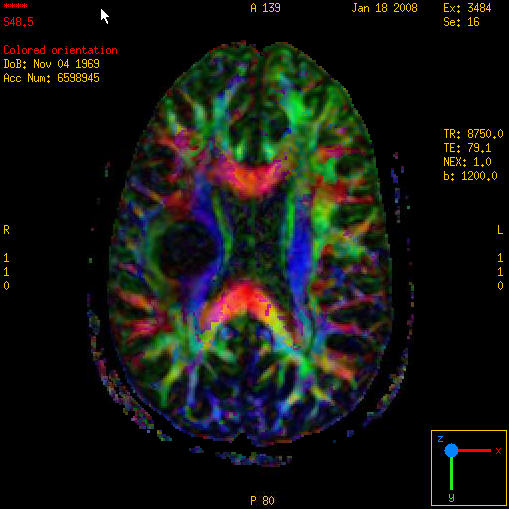 ****
S48.5
Colored orientation
DoB: Nov 04 1969
Acc Num: 6598945
A 139
Jan 18 2008
Ex: 3484
Se: 16
TR: 8750.0
TE: 79.1
NEX: 1.0
b: 1200.0
R
1
1
0
L
1
1
0
P 80
z
x
y